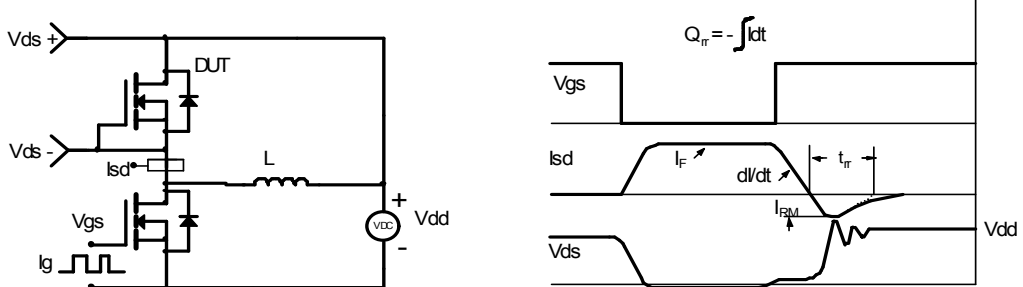 Vds +
DUT
Vds -
Isd
L
Vgs
Ig
VDC
+
-
Vdd
Qrr = - ∫Idt
Vgs
Isd
IF
dI/dt
trr
IRM
Vds
Vdd